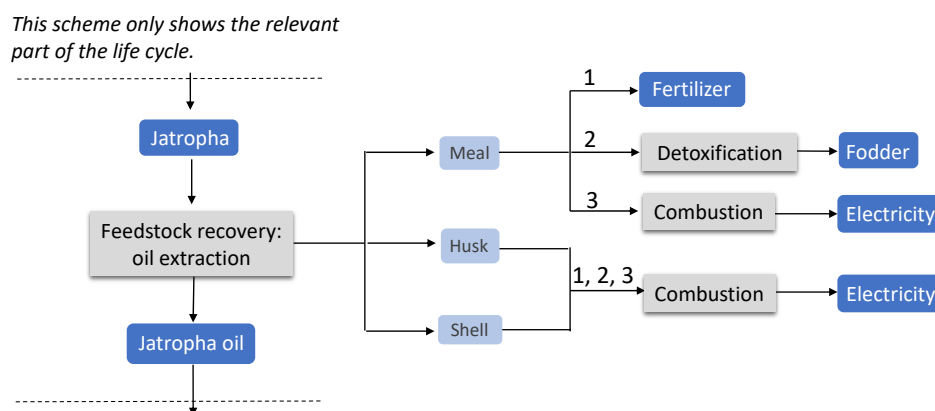 This scheme only shows the relevant
part of the life cycle.
1
Fertilizer
Jatropha
2
Meal
Detoxification
Fodder
3
Combustion
Electricity
Feedstock recovery:
oil extraction
Husk
1, 2, 3
Combustion
Electricity
Shell
Jatropha oil